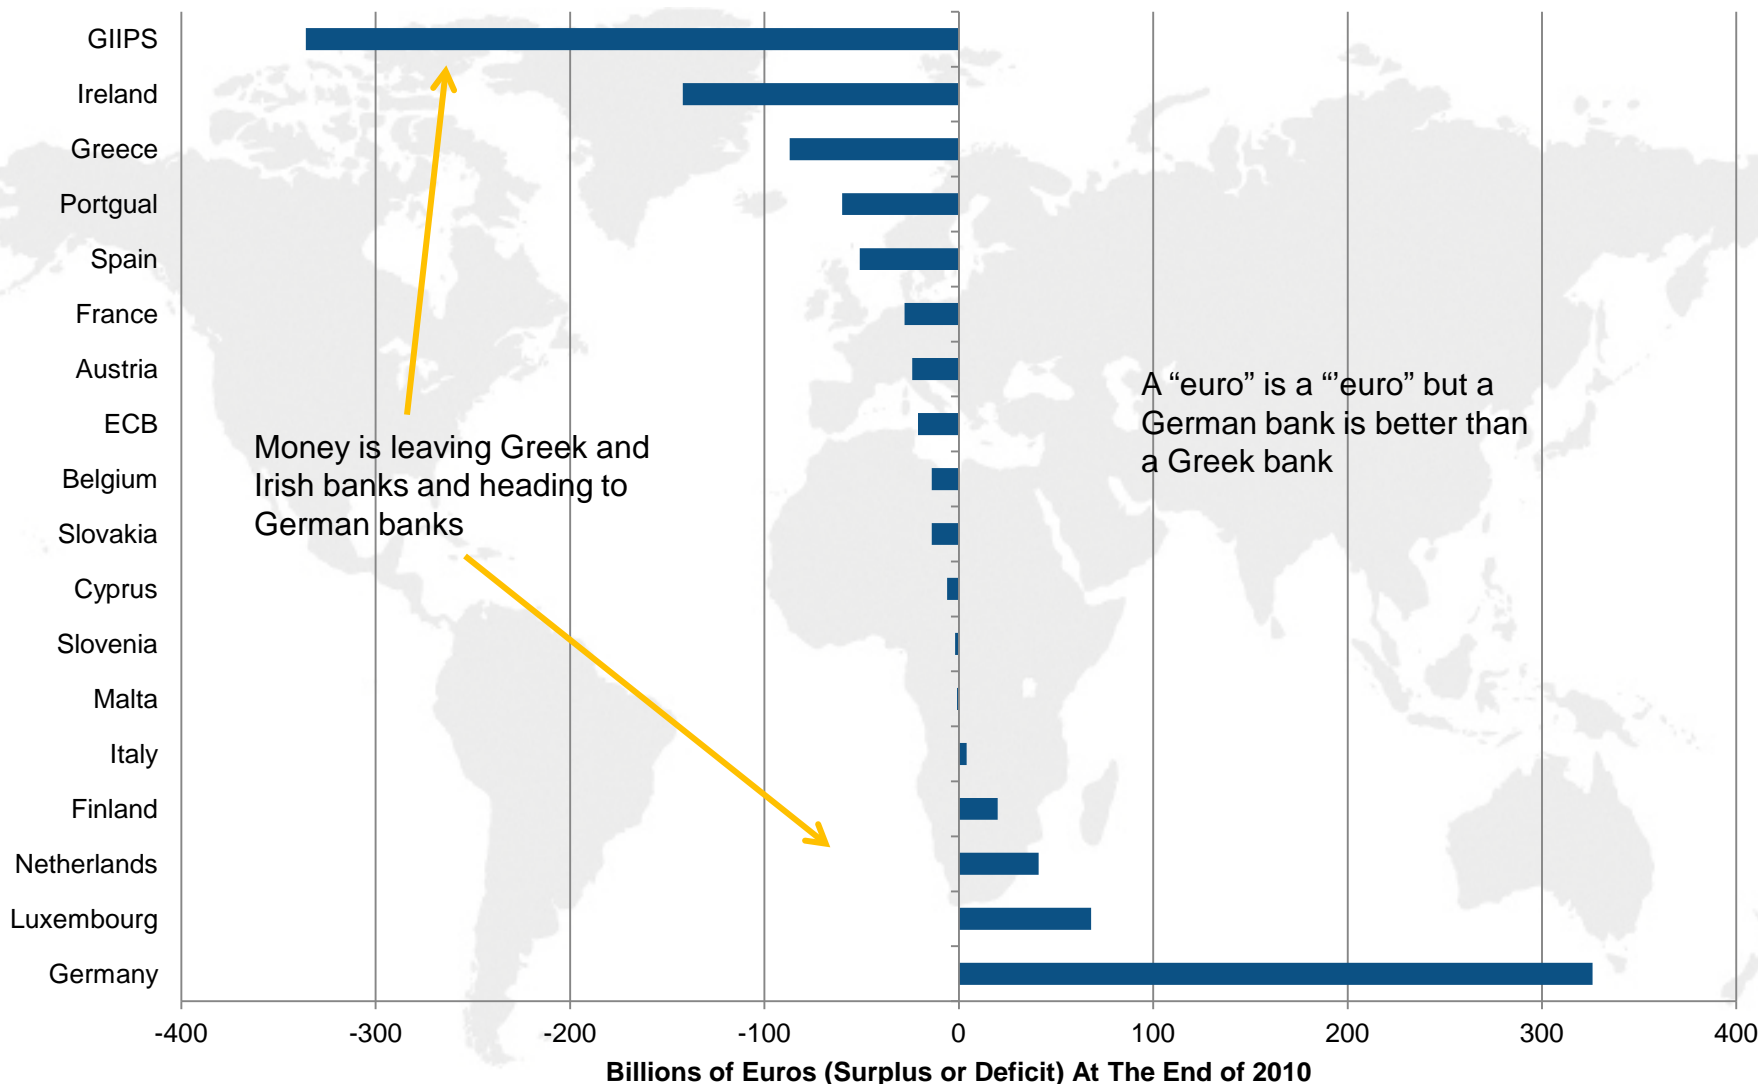 GIIPS
Ireland
Greece
Portgual
Spain
France
Austria
ECB
Belgium
Slovakia
Cyprus
Slovenia
Malta
Italy
Finland
Netherlands
Luxembourg
Germany
Money is leaving Greek and
Irish banks and heading to
German banks
A “euro” is a “’euro” but a
German bank is better than
a Greek bank
-400 -300 -200 -100 0 100 200 300 400
Billions of Euros (Surplus or Deficit) At The End of 2010